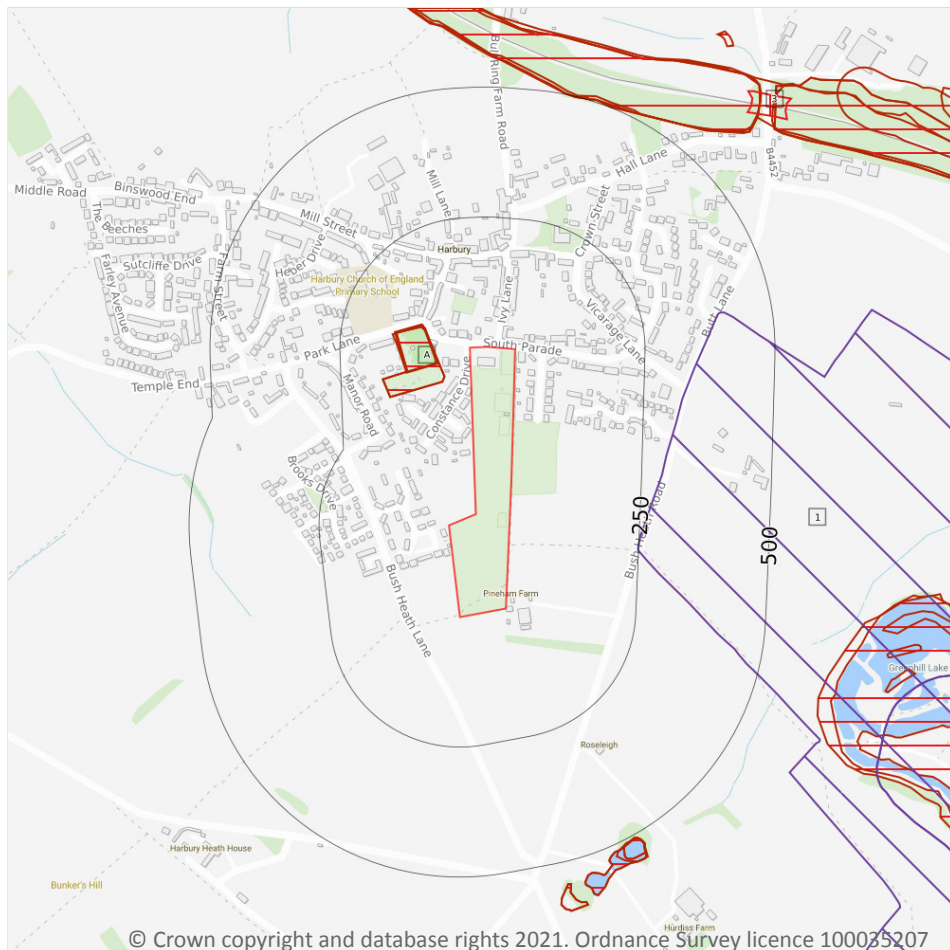 Bull Ring Farm Road
B4452
Hall Lane
Middle Road
Binswood End
The Beeches
Mill Lane
Mill Street
Crown Street
Harbury
Sutcliffe Drive
Farley Avenue
Farm Street
Heber Drive
Harbury Church of England
Primary School
Ivy Lane
Vicarage Lane
Butt Lane
Park Lane
A
South Parade
Temple End
Manor Road
Constance Drive
Brooks Drive
250
500
1
Bush Heath Road
Bush Heath Lane
Pineham Farm
Greenhill Lake
Roseleigh
Harbury Heath House
Bunker's Hill
Hurdiss Farm
© Crown copyright and database rights 2021. Ordnance Survey licence 100035207